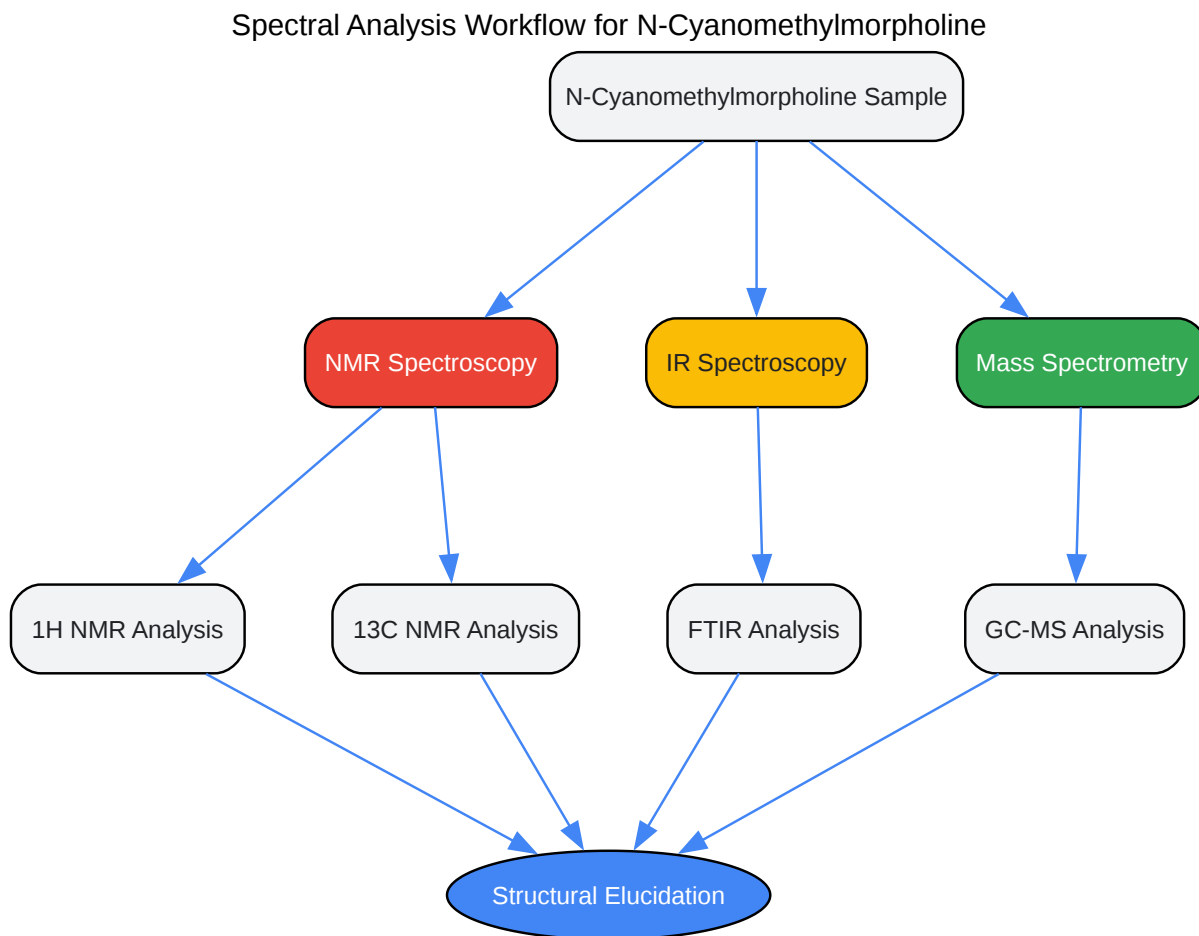 Spectral Analysis Workflow for N-Cyanomethylmorpholine
N-Cyanomethylmorpholine Sample
NMR Spectroscopy
IR Spectroscopy
Mass Spectrometry
1H NMR Analysis
13C NMR Analysis
FTIR Analysis
GC-MS Analysis
Structural Elucidation